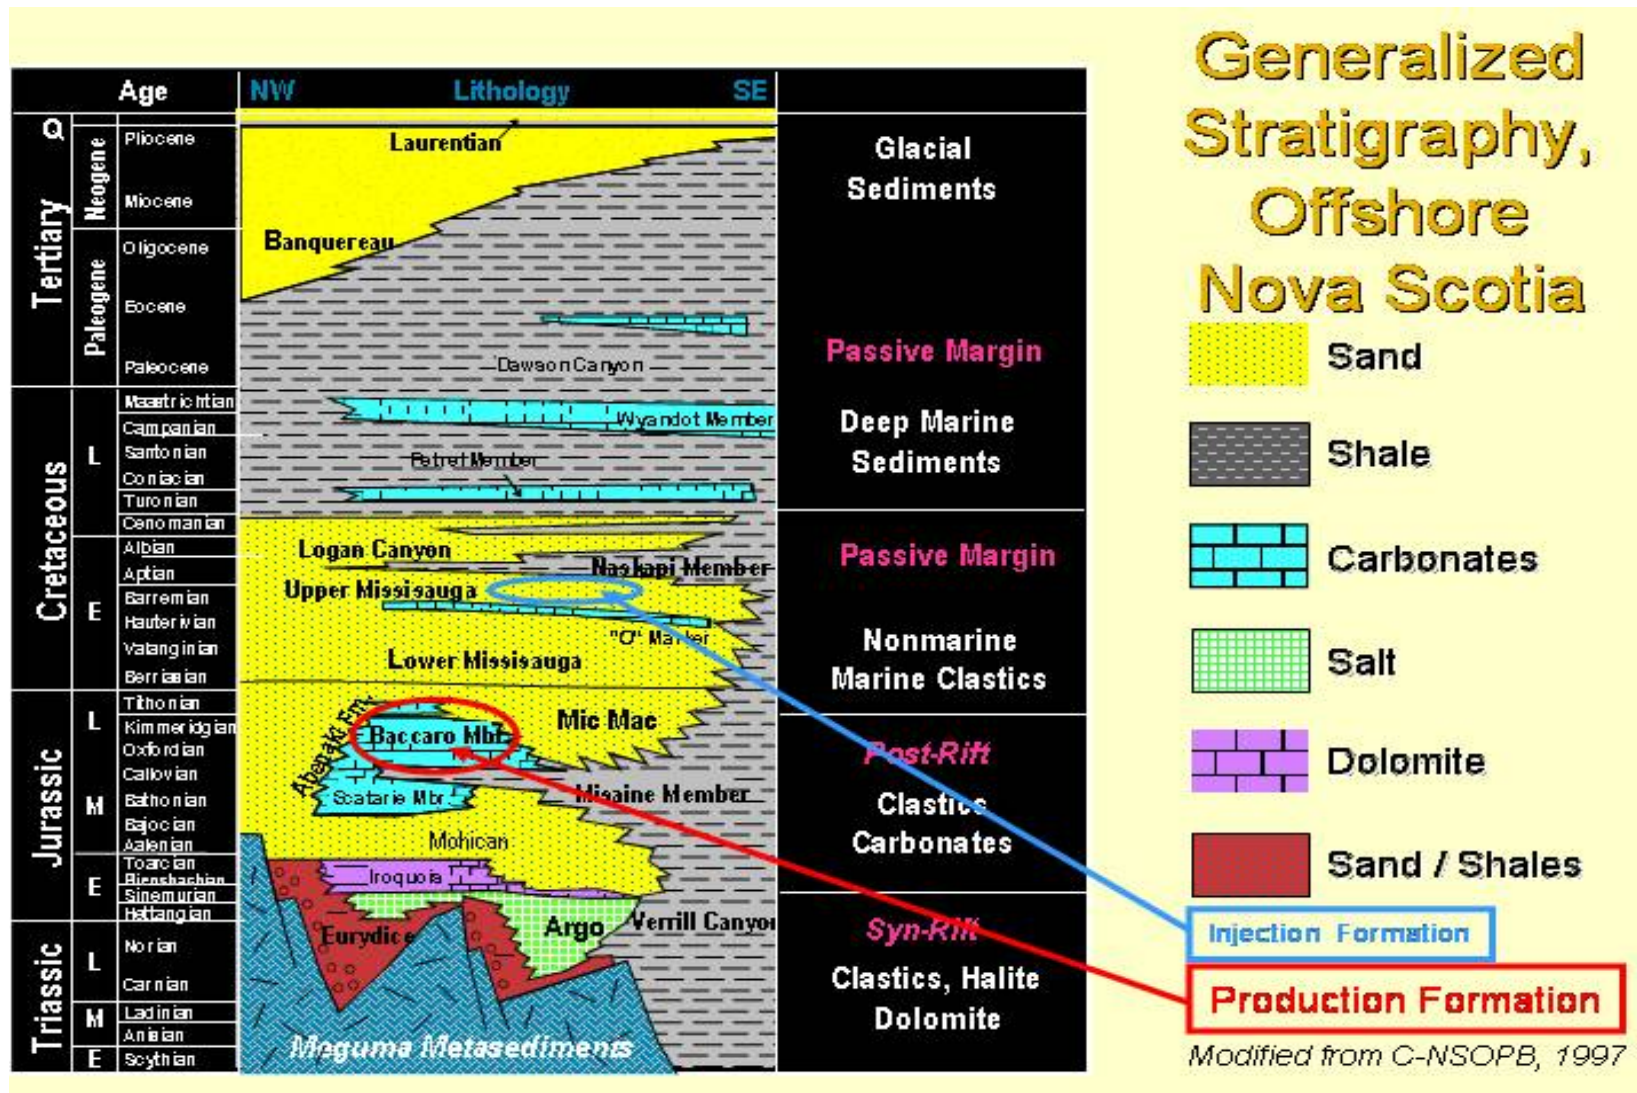 Generalized
Stratigraphy,
Offshore
Nova Scotia
Age
NW
Lithology
SE
Q
Tertiary
Neogene
Paleogene
Pliocene
Miocene
Oligocene
Eocene
Paleocene
Cretaceous
L
E
Maastrichtian
Campanian
Santonian
Coniacian
Turonian
Cenomanian
Albian
Aptian
Barremian
Hauterivian
Valanginian
Berriasian
Jurassic
L
M
E
Tithonian
Kimmeridgian
Oxfordian
Callovian
Bathonian
Bajocian
Aalenian
Toarcian
Sinemurian
Hettangian
Triassic
L
M
E
Norian
Carnian
Ladinian
Anisian
Scythian
Laurentian
Banquereau
Dawson Canyon
Wyandot Member
Petrel Member
Logan Canyon
Naskapi Member
Upper Missisauga
"O" Marker
Lower Missisauga
Abenaki Fm.
Mic Mac
Baccaro Mbr.
Scatarie Mbr.
Misaine Member
Mohican
Iroquois
Argo
Eurydice
Verrill Canyon
Meguma Metasediments
Glacial
Sediments
Passive Margin
Deep Marine
Sediments
Passive Margin
Nonmarine
Marine Clastics
Post-Rift
Clastics
Carbonates
Syn-Rift
Clastics, Halite
Dolomite
Sand
Shale
Carbonates
Salt
Dolomite
Sand / Shales
Injection Formation
Production Formation
Modified from C-NSOPB, 1997